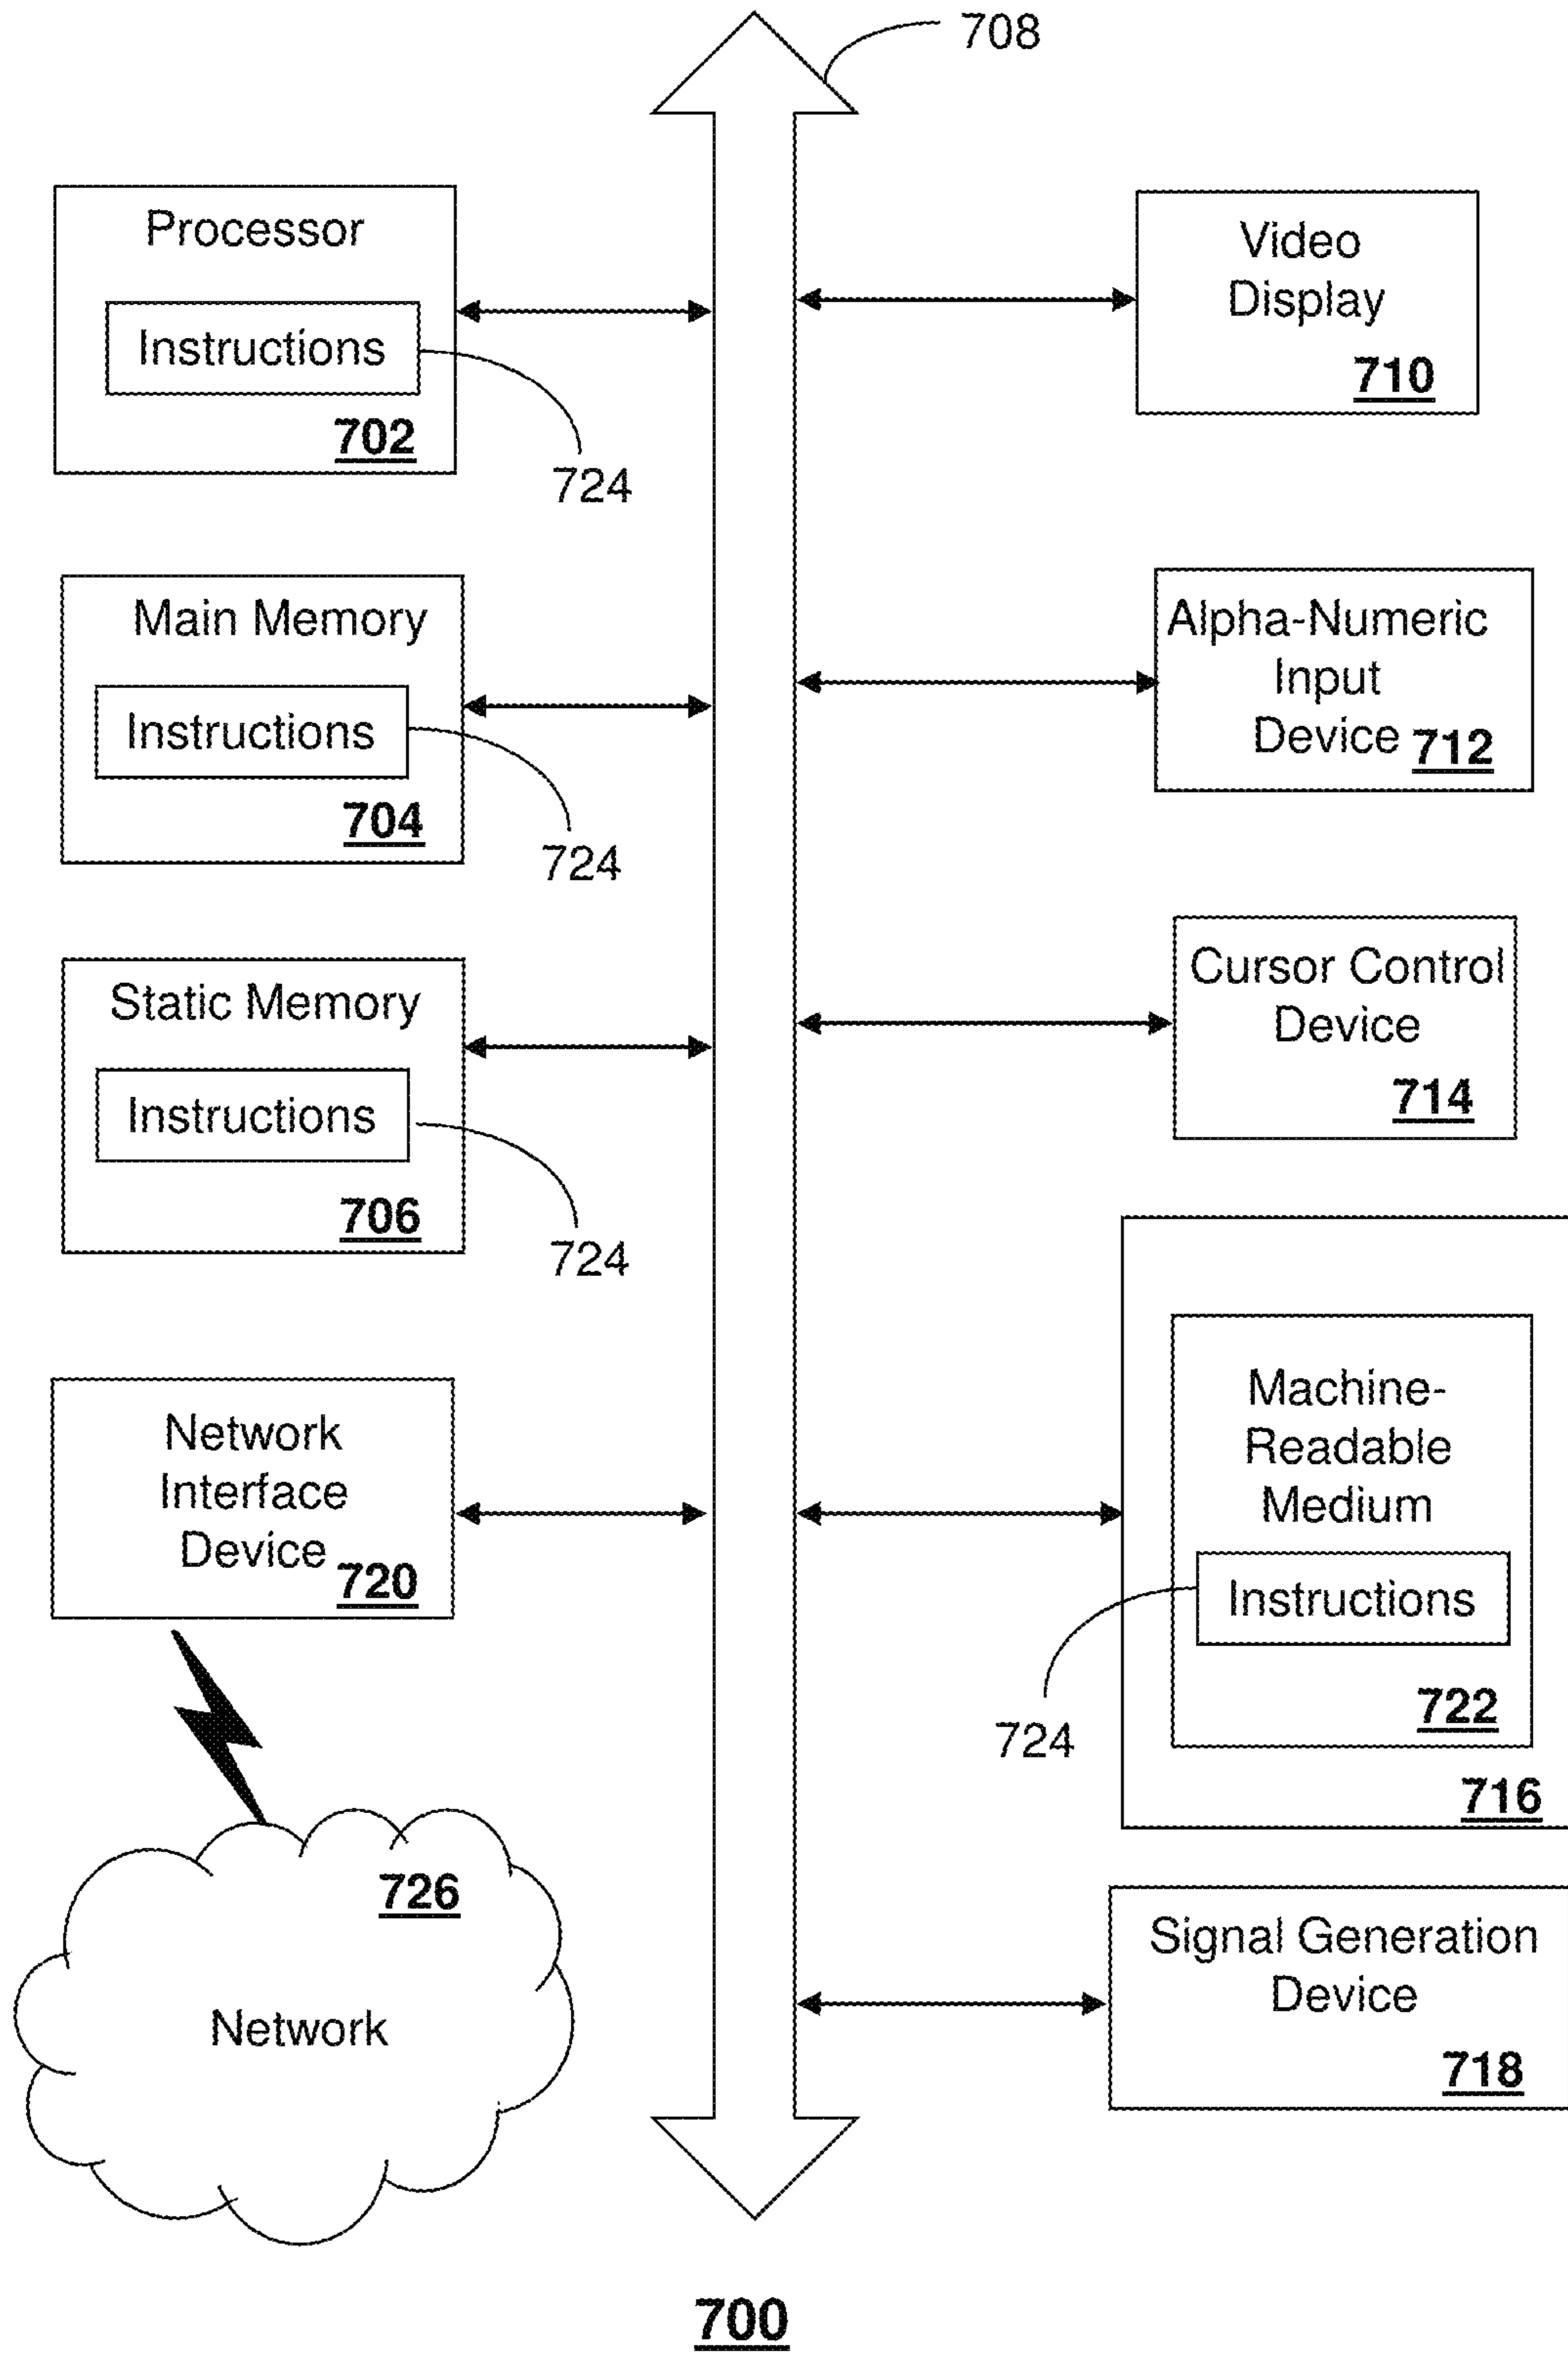 708
Processor
Instructions
702
724
Main Memory
Instructions
704
724
Static Memory
Instructions
706
724
Network
Interface
Device
720
726
Network
Video
Display
710
Alpha-Numeric
Input
Device 712
Cursor Control
Device
714
Machine-
Readable
Medium
Instructions
722
724
716
Signal Generation
Device
718
700